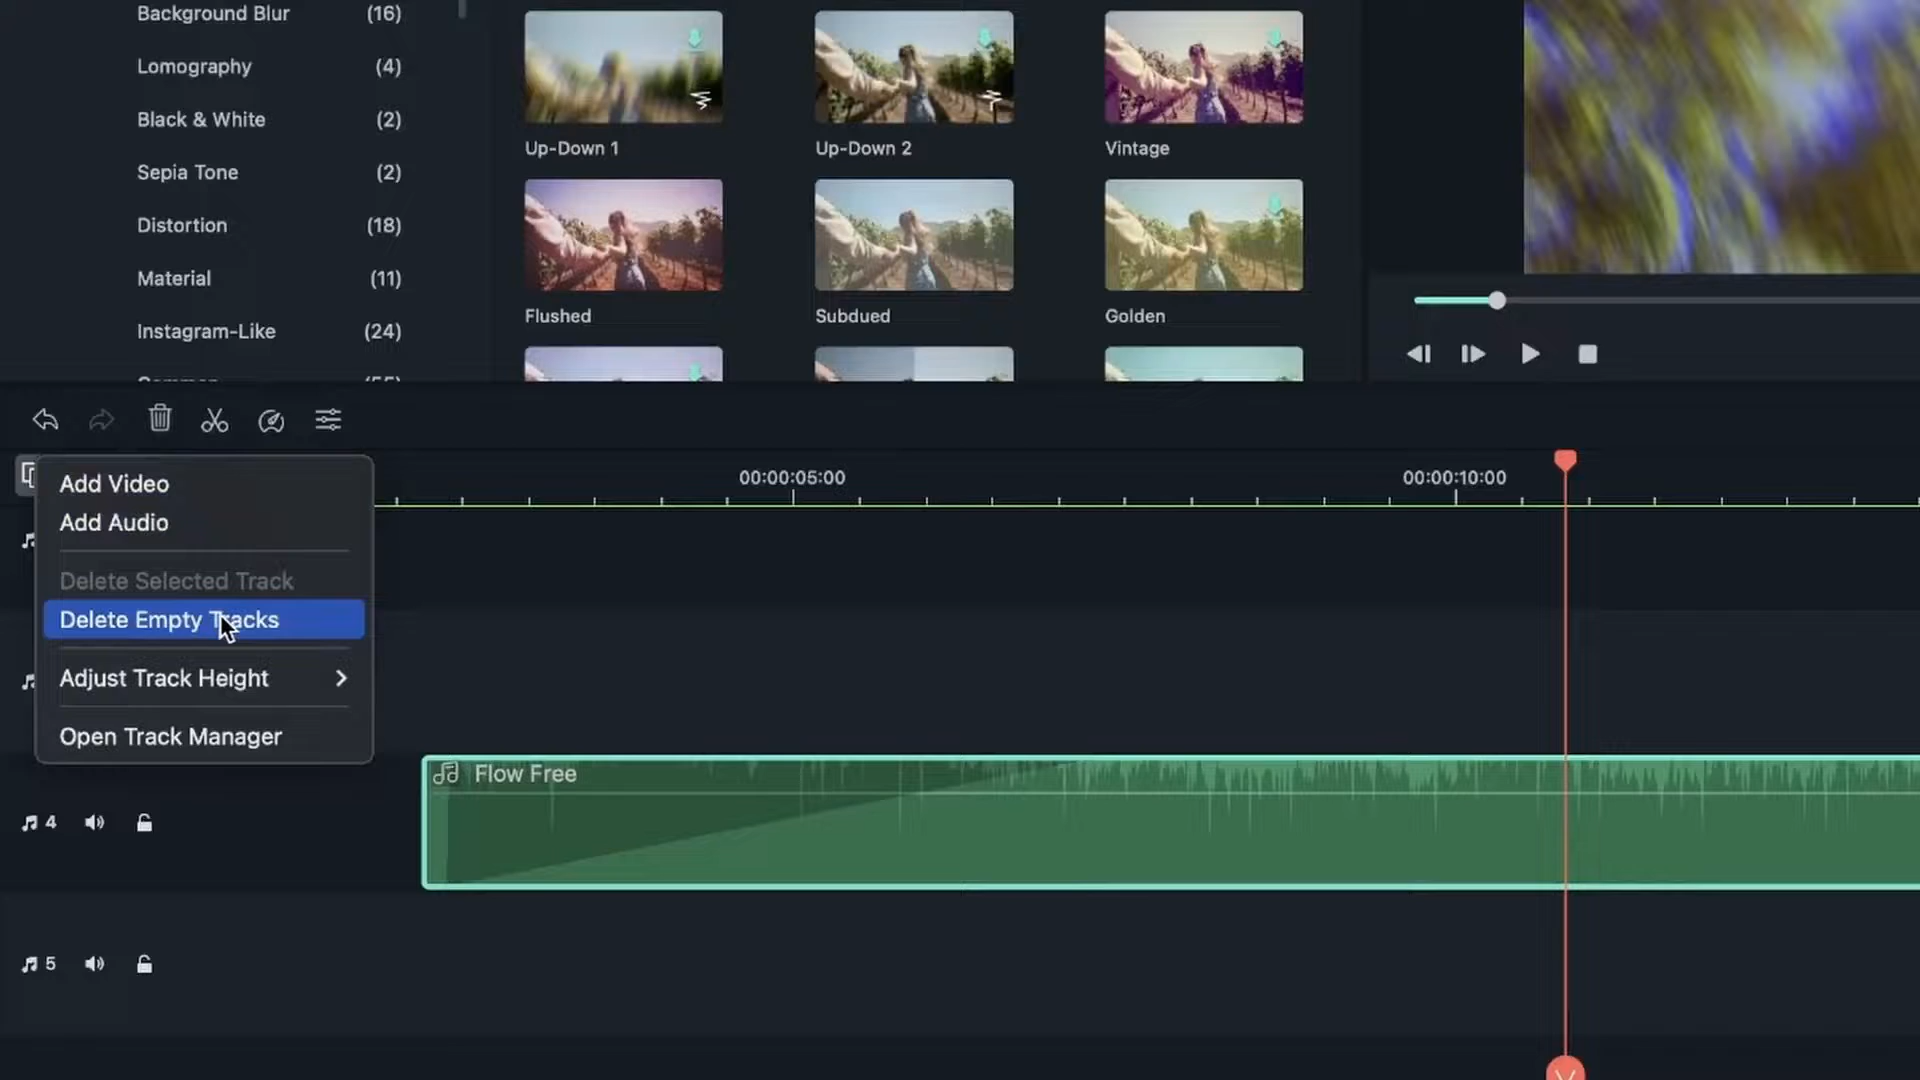 Background Blur (16)
Lomography (4)
Black & White (2)
Sepia Tone (2)
Distortion (18)
Material (11)
Instagram-Like (24)
Up-Down 1
Up-Down 2
Vintage
Flushed
Subdued
Golden
00:00:05:00
00:00:10:00
Add Video
Add Audio
Delete Selected Track
Delete Empty Tracks
Adjust Track Height
Open Track Manager
Flow Free
4
5